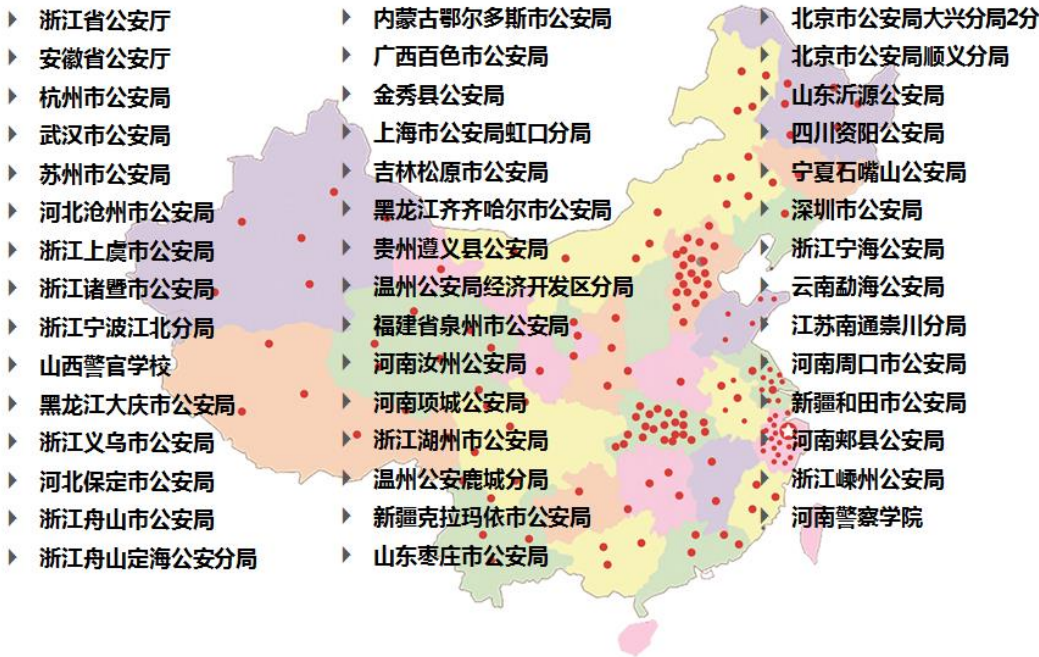 浙江省公安厅
安徽省公安厅
杭州市公安局
武汉市公安局
苏州市公安局
河北沧州市公安局
浙江上虞市公安局
浙江诸暨市公安局
浙江宁波江北分局
山西警官学校
黑龙江大庆市公安局
浙江义乌市公安局
河北保定市公安局
浙江舟山市公安局
浙江舟山定海公安分局
内蒙古鄂尔多斯市公安局
广西百色市公安局
金秀县公安局
上海市公安局虹口分局
吉林松原市公安局
黑龙江齐齐哈尔市公安局
贵州遵义县公安局
温州公安局经济开发区分局
福建省泉州市公安局
河南汝州公安局
河南项城公安局
浙江湖州市公安局
温州公安鹿城分局
新疆克拉玛依市公安局
山东枣庄市公安局
北京市公安局大兴分局2分
北京市公安局顺义分局
山东沂源公安局
四川资阳公安局
宁夏石嘴山公安局
深圳市公安局
浙江宁海公安局
云南勐海公安局
江苏南通崇川分局
河南周口市公安局
新疆和田市公安局
河南郏县公安局
浙江嵊州公安局
河南警察学院